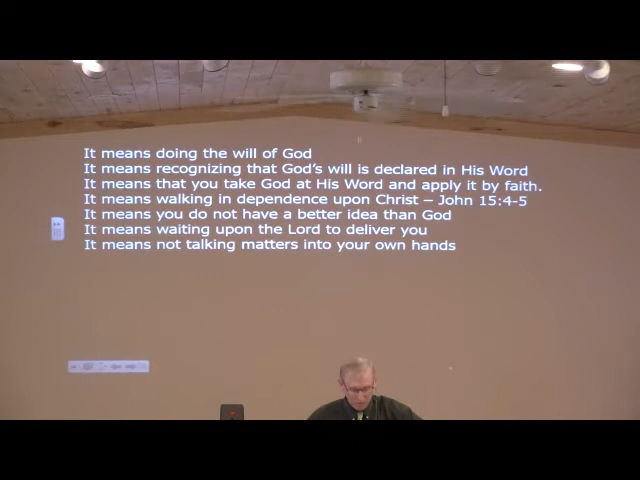 It means doing the will of God
It means recognizing that God's will is declared in His Word
It means that you take God at His Word and apply it by faith.
It means walking in dependence upon Christ – John 15:4-5
It means you do not have a better idea than God
It means waiting upon the Lord to deliver you
It means not talking matters into your own hands